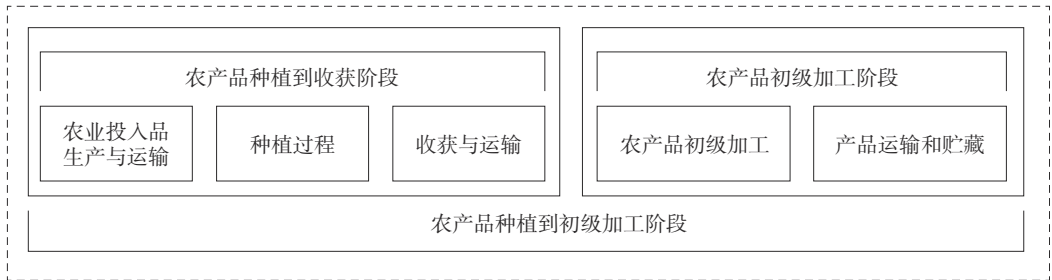 农产品种植到收获阶段
农产品初级加工阶段
农业投入品
生产与运输
种植过程
收获与运输
农产品初级加工
产品运输和贮藏
农产品种植到初级加工阶段